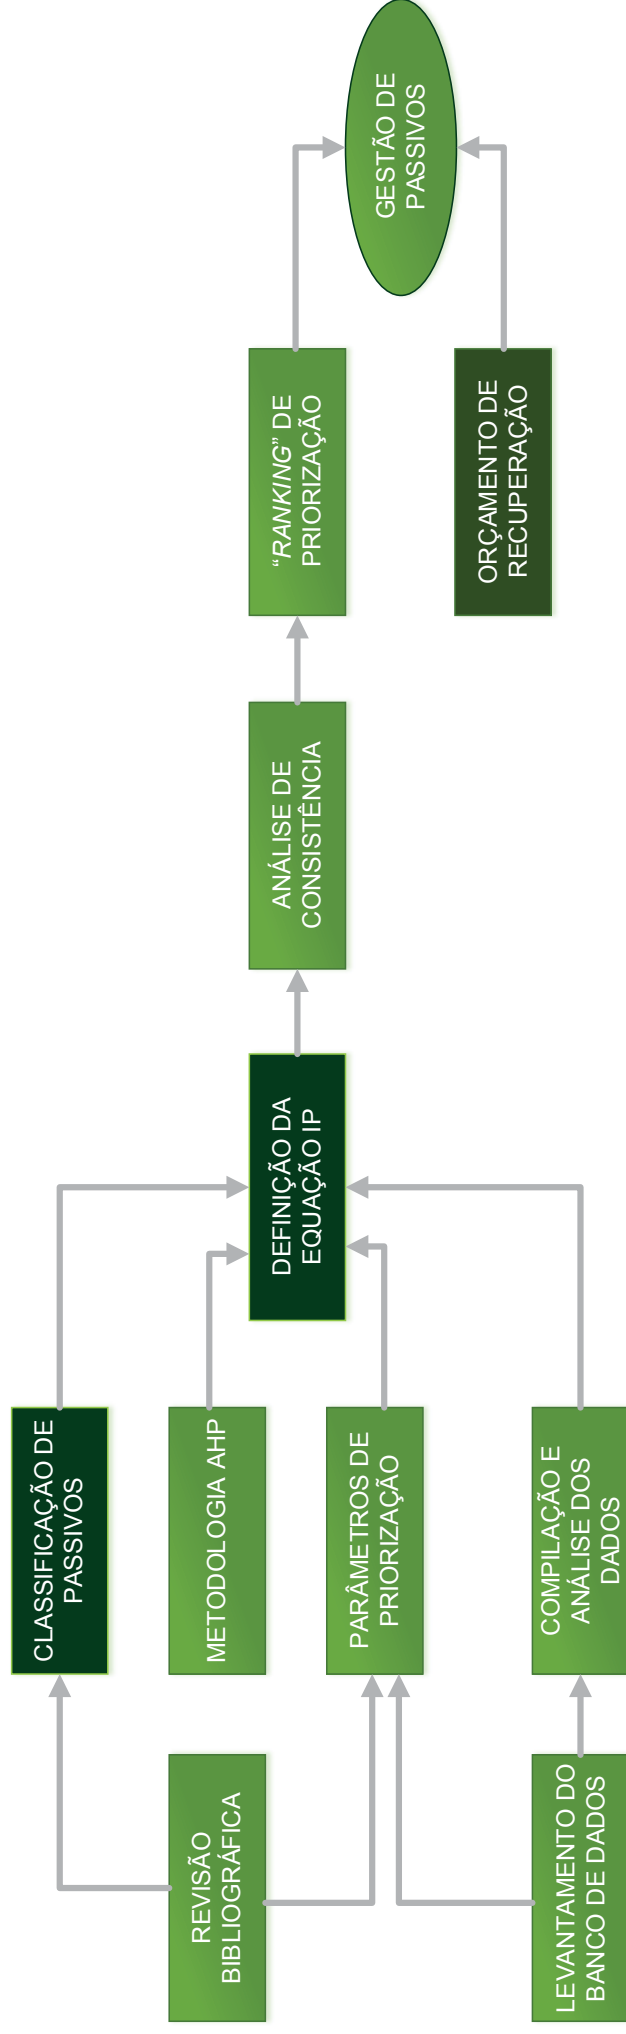 REVISÃO
BIBLIOGRÁFICA
LEVANTAMENTO DO
BANCO DE DADOS
CLASSIFICAÇÃO DE
PASSIVOS
METODOLOGIA AHP
PARÂMETROS DE
PRIORIZAÇÃO
COMPILAÇÃO E
ANÁLISE DOS
DADOS
DEFINIÇÃO DA
EQUAÇÃO IP
ANÁLISE DE
CONSISTÊNCIA
“RANKING” DE
PRIORIZAÇÃO
ORÇAMENTO DE
RECUPERAÇÃO
GESTÃO DE
PASSIVOS